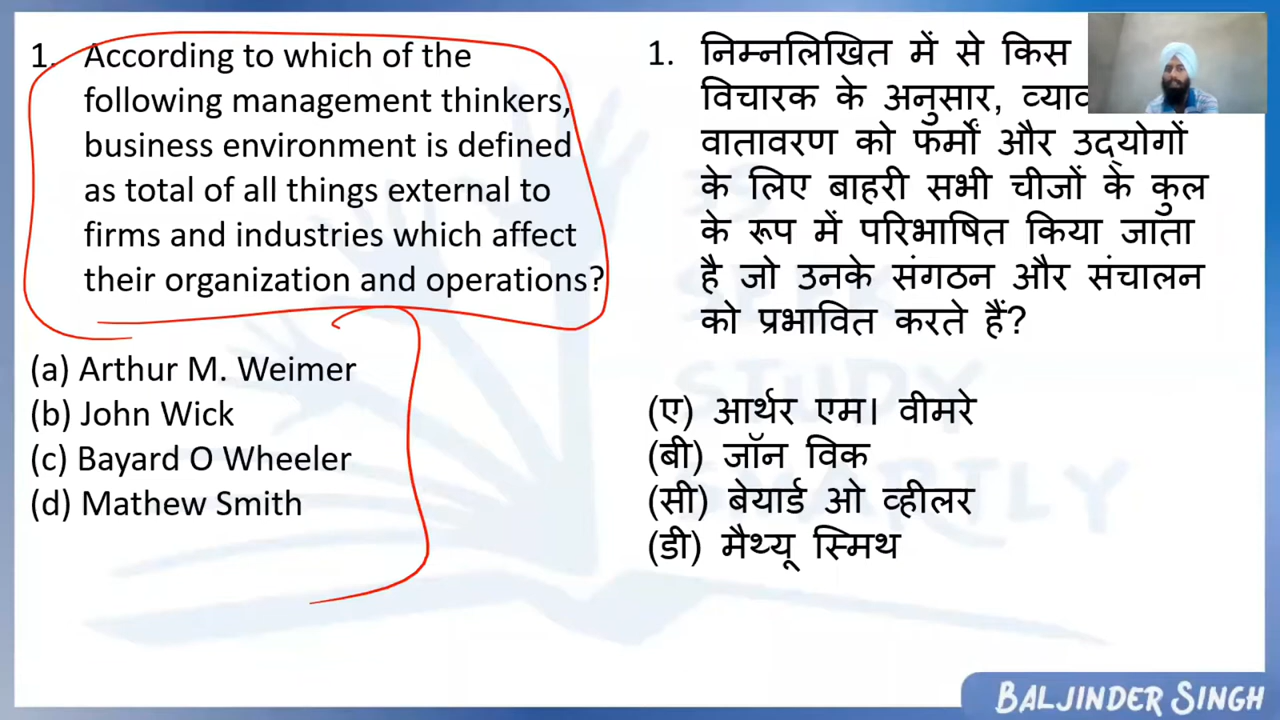 1. According to which of the
following management thinkers,
business environment is defined
as total of all things external to
firms and industries which affect
their organization and operations?
(a) Arthur M. Weimer
(b) John Wick
(c) Bayard O Wheeler
(d) Mathew Smith
1. निम्नलिखित में से किस
विचारक के अनुसार,
वातावरण को फर्मों और उद्योगों
के लिए बाहरी सभी चीजों के कुल
के रूप में परिभाषित किया जाता
है जो उनके संगठन और संचालन
को प्रभावित करते हैं?
(ए) आर्थर एम। वीमरे
(बी) जॉन विक
(सी) बेयार्ड ओ व्हीलर
(डी) मैथ्यू स्मिथ
STUDY
BALJINDER SINGH